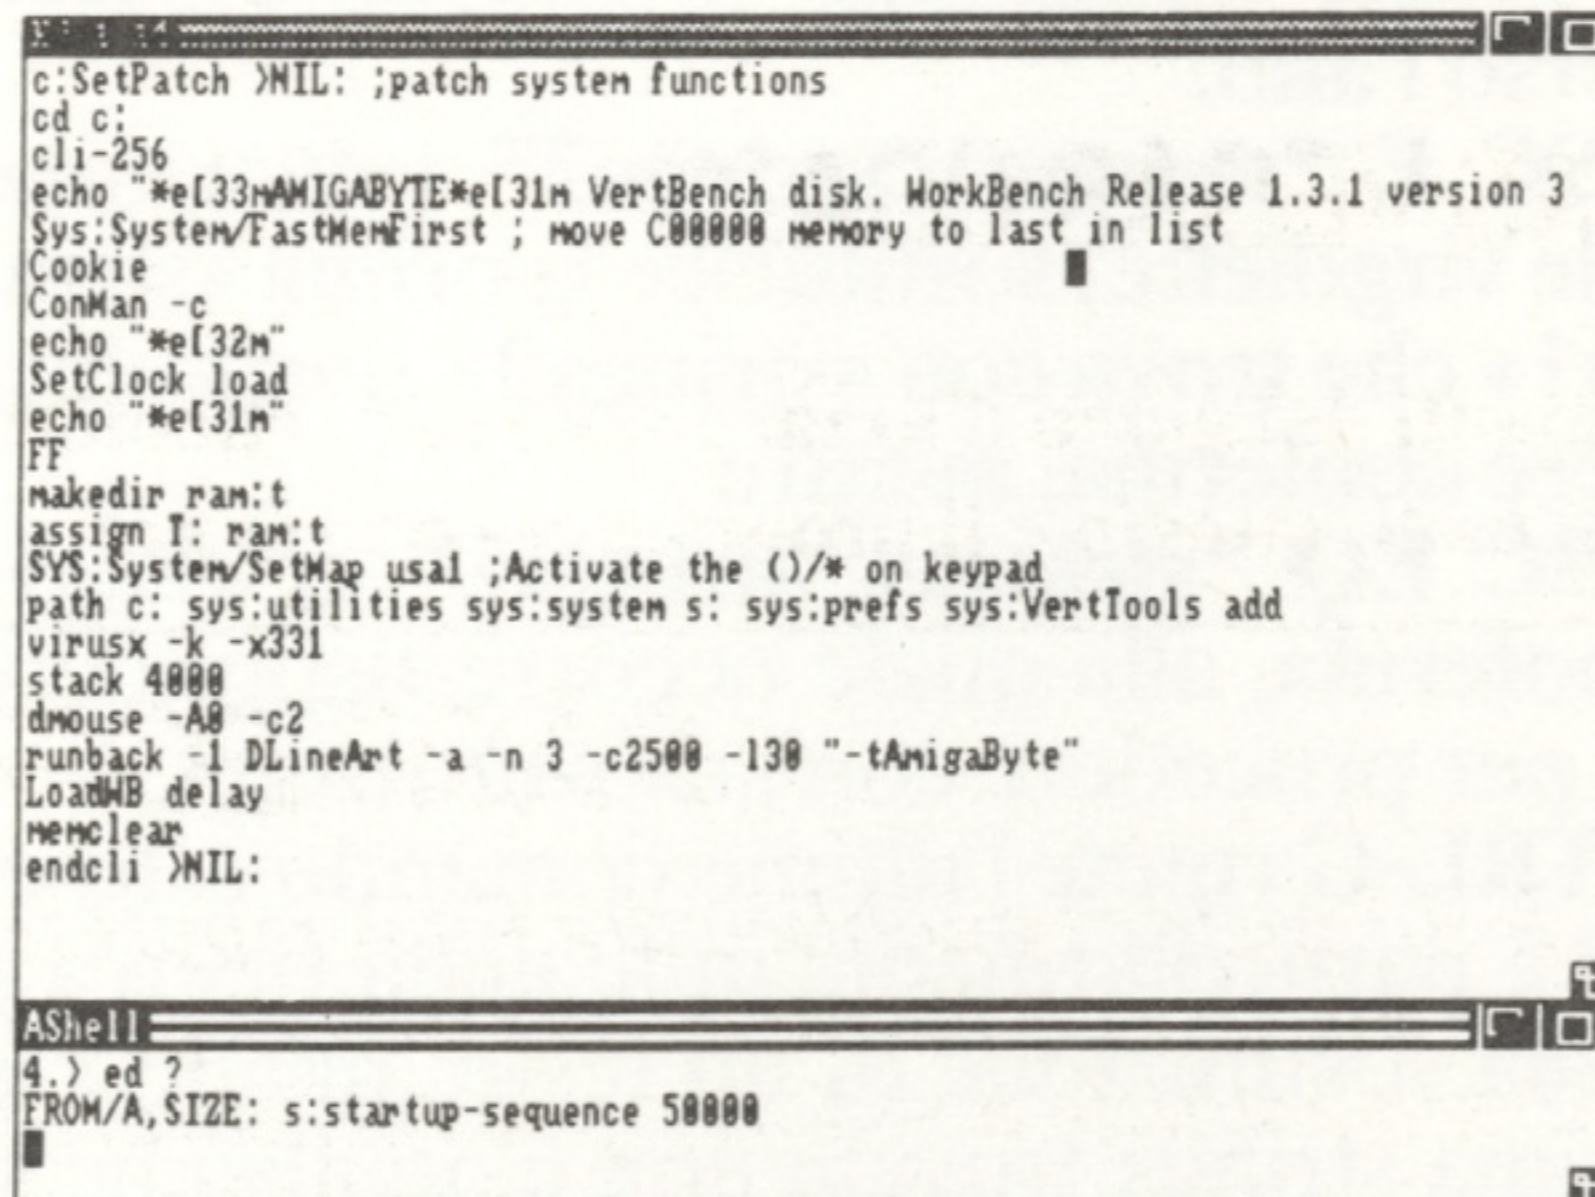 c:SetPatch >NIL: ;patch system functions
cd c:
cli-256
echo "*e[33mAMIGABYTE*e[31m VertBench disk. WorkBench Release 1.3.1 version 3
Sys:System/FastMemFirst ; move C00000 memory to last in list
Cookie
ConMan -c
echo "*e[32m"
SetClock load
echo "*e[31m"
FF
makedir ram:t
assign T: ram:t
SYS:System/SetMap usa1 ;Activate the ()/* on keypad
path c: sys:utilities sys:system s: sys:prefs sys:VertTools add
virusx -k -x331
stack 4000
dmouse -A0 -c2
runback -1 DLineArt -a -n 3 -c2500 -l30 "-tAmigaByte"
LoadWB delay
memclear
endcli >NIL:
AShell
4.> ed ?
FROM/A,SIZE: s:startup-sequence 50000